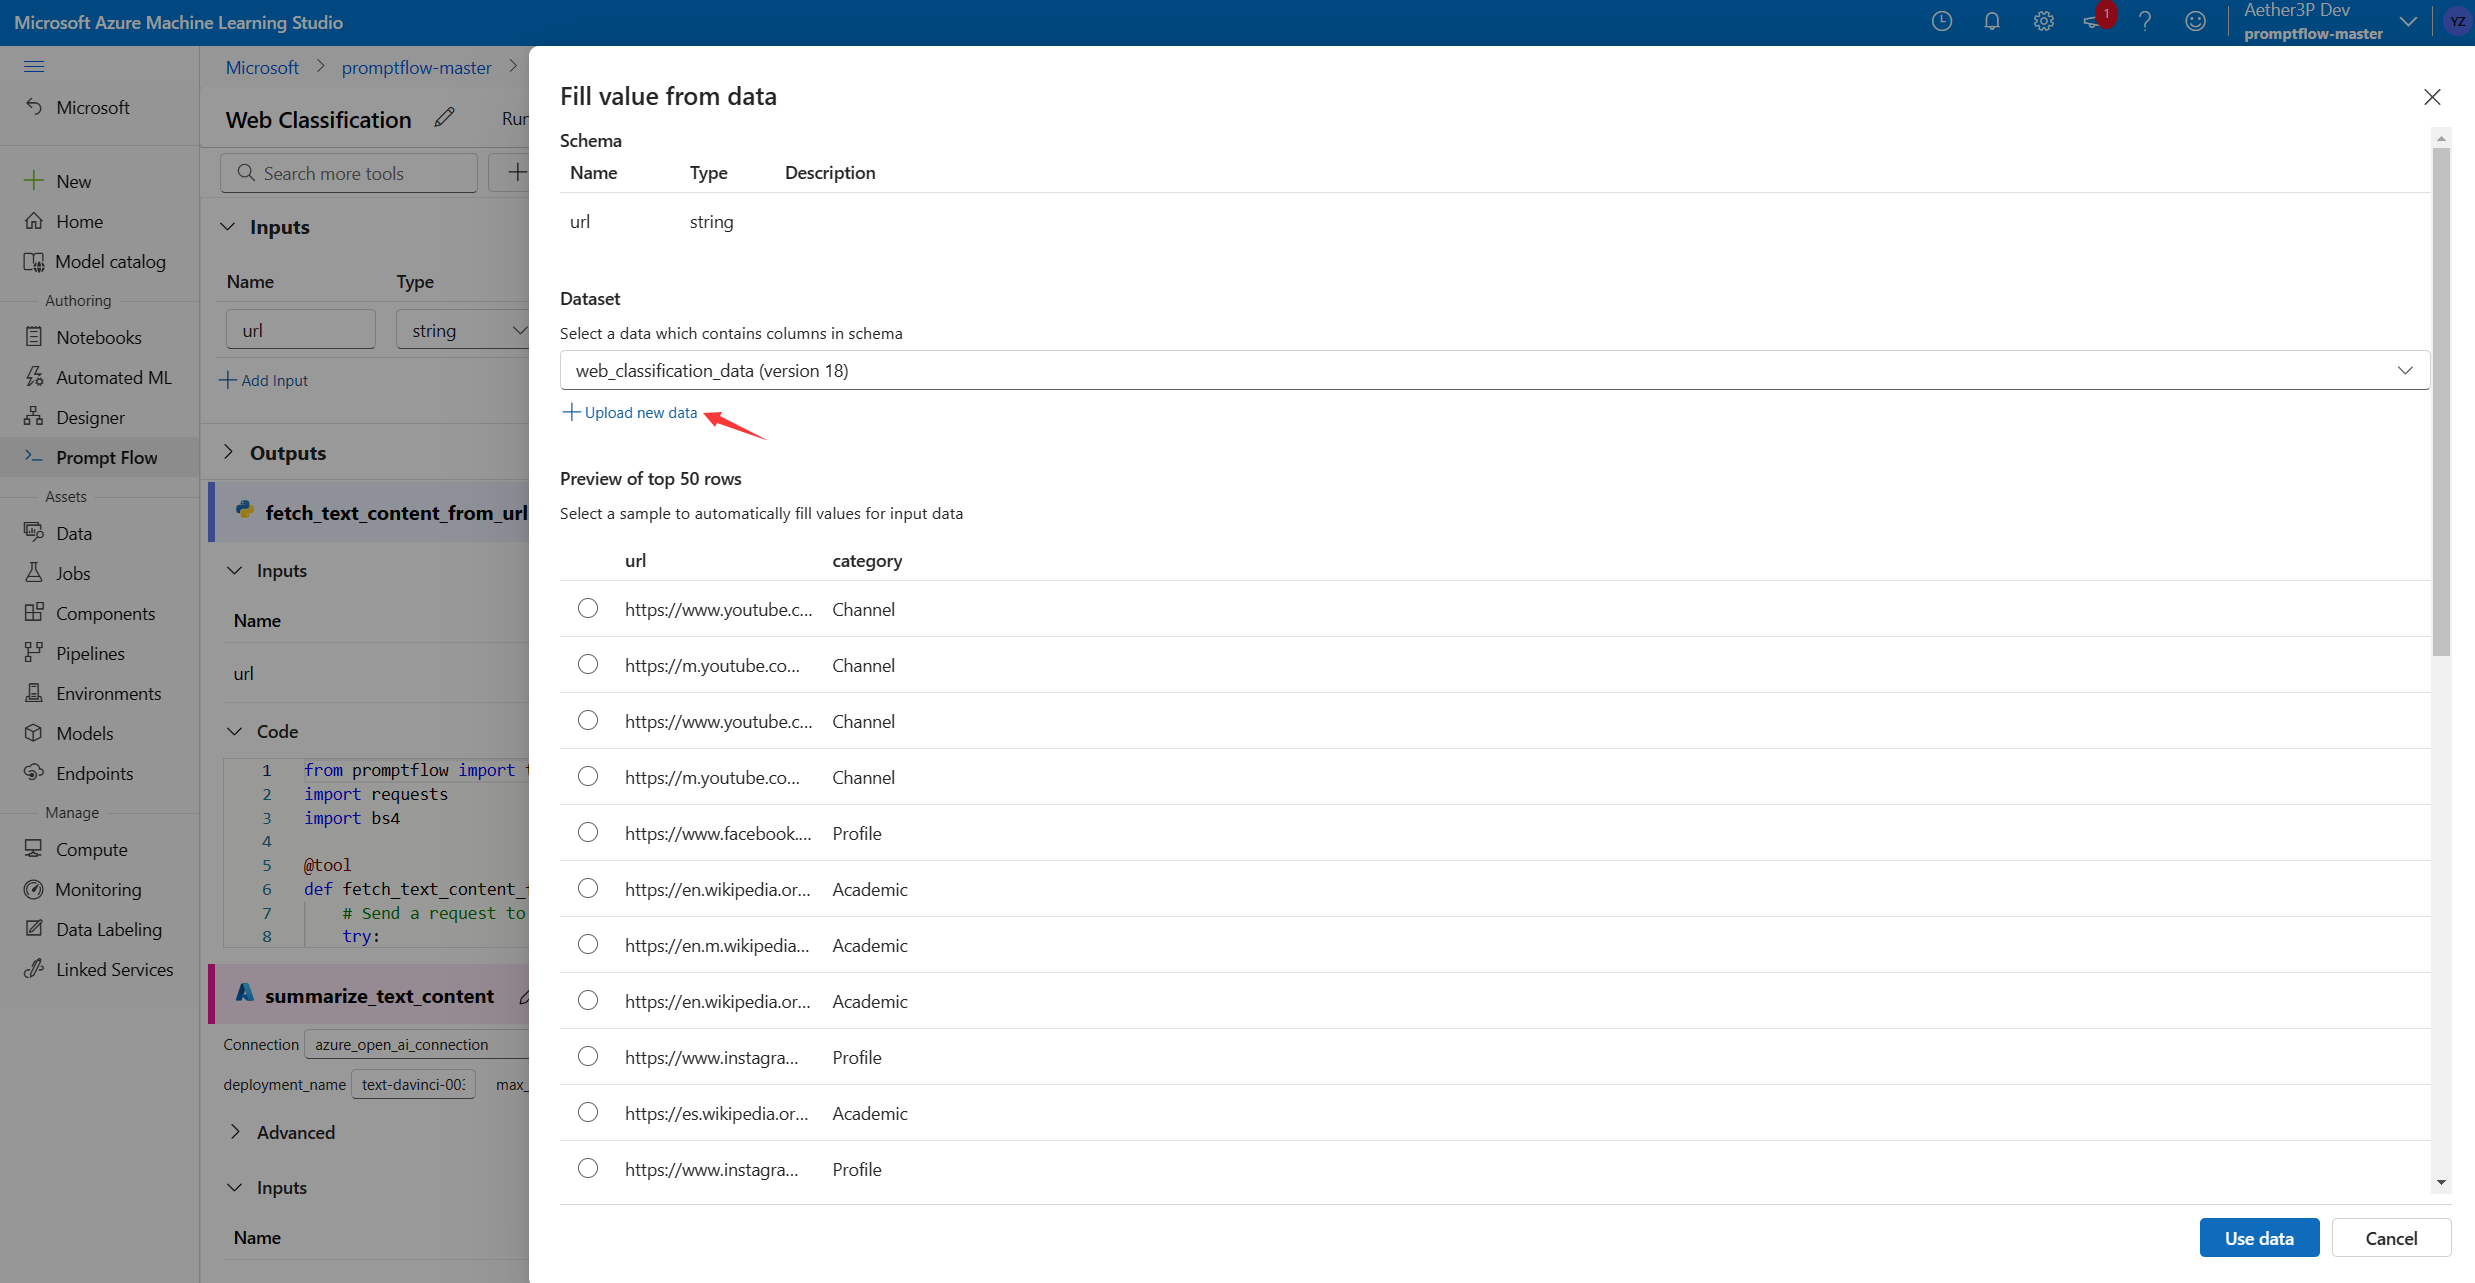 Microsoft Azure Machine Learning Studio
1
Aether3P Dev
promptflow-master
YZ
Microsoft
New
Home
Model catalog
Authoring
Notebooks
Automated ML
Designer
Prompt Flow
Assets
Data
Jobs
Components
Pipelines
Environments
Models
Endpoints
Manage
Compute
Monitoring
Data Labeling
Linked Services
Microsoft > promptflow-master >
Web Classification
Search more tools
Inputs
Name Type
url string
Add Input
Outputs
fetch_text_content_from_url
Inputs
Name
url
Code
1 from promptflow import
2 import requests
3 import bs4
4
5 @tool
6 def fetch_text_content_
7 # Send a request to
8 try:
summarize_text_content
Connection azure_open_ai_connection
deployment_name text-davinci-003 max_
Advanced
Inputs
Name
Fill value from data
Schema
Name Type Description
url string
Dataset
Select a data which contains columns in schema
web_classification_data (version 18)
Upload new data
Preview of top 50 rows
Select a sample to automatically fill values for input data
url category
https://www.youtube.c... Channel
https://m.youtube.co... Channel
https://www.youtube.c... Channel
https://m.youtube.co... Channel
https://www.facebook.... Profile
https://en.wikipedia.or... Academic
https://en.m.wikipedia... Academic
https://en.wikipedia.or... Academic
https://www.instagra... Profile
https://es.wikipedia.or... Academic
https://www.instagra... Profile
Use data Cancel